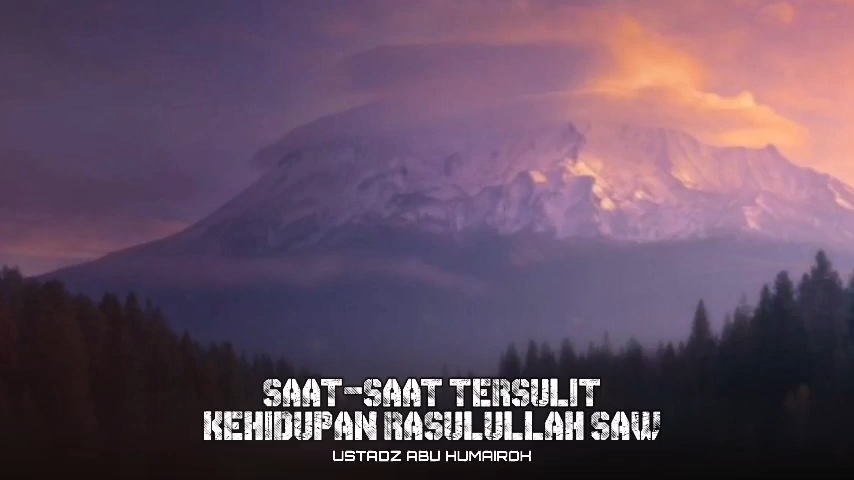 SAAT-SAAT TERSULIT
KEHIDUPAN RASULULLAH SAW
USTADZ ABU HUMAIROH